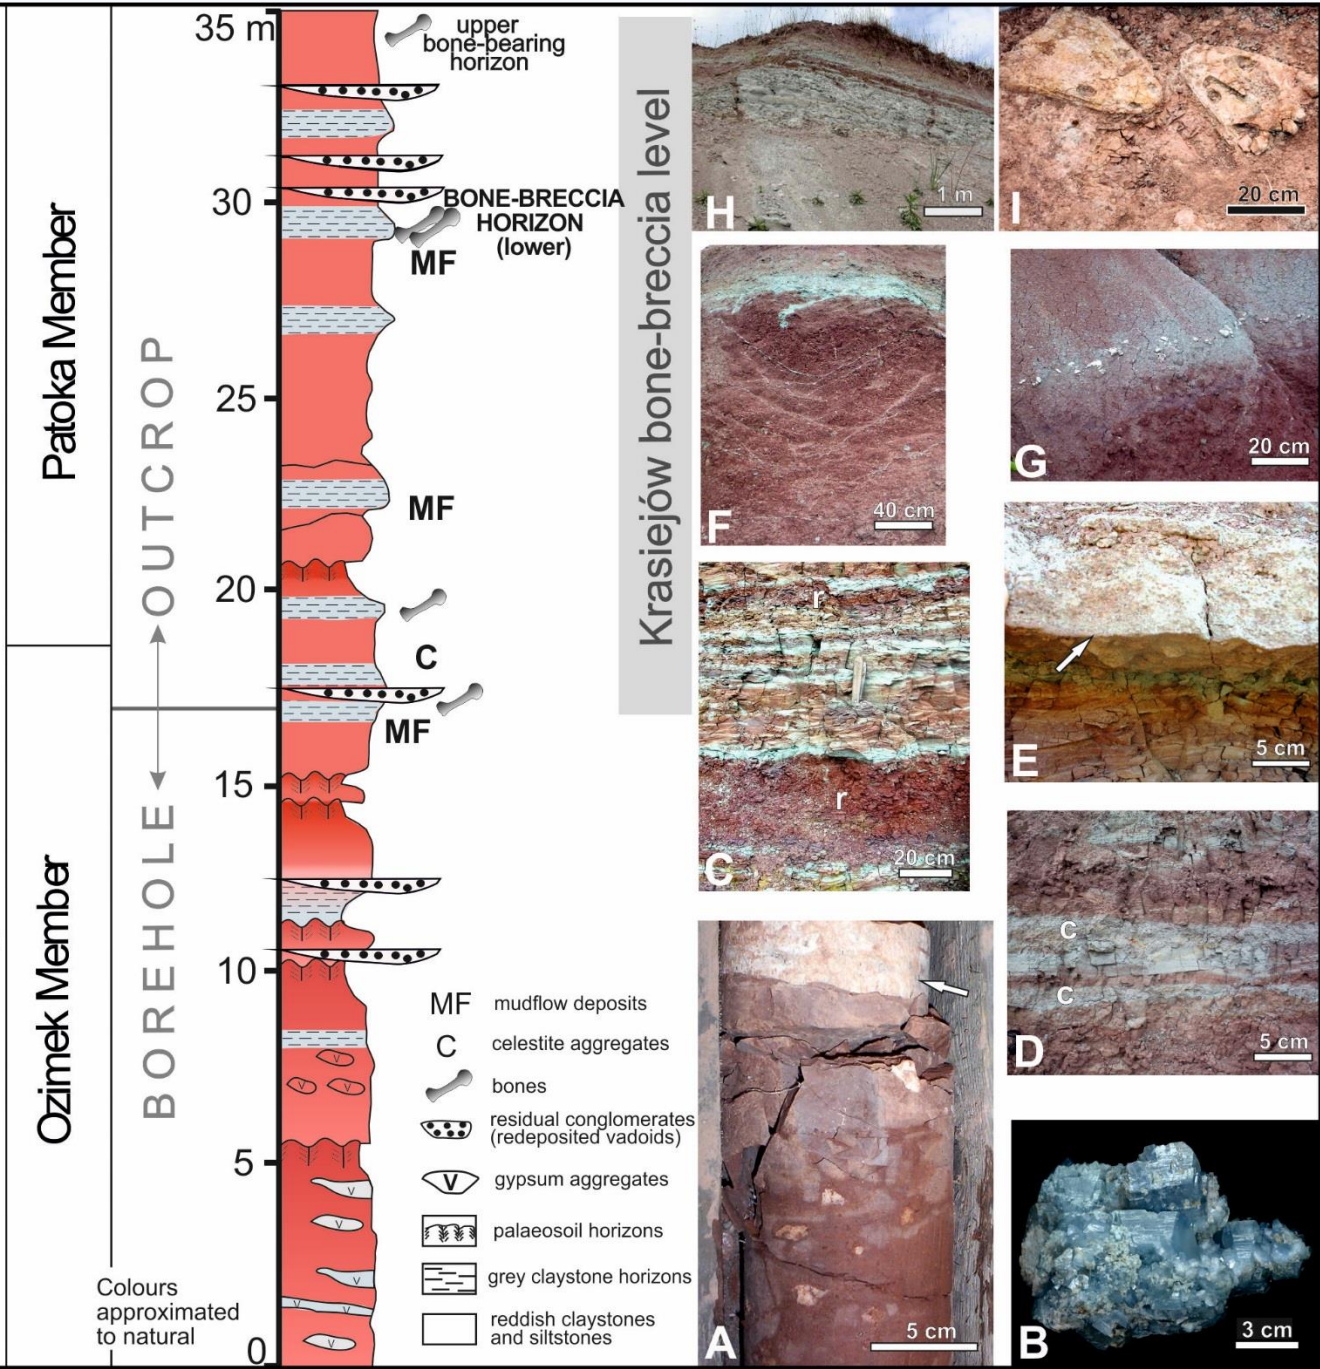 Patoka Member
Ozimek Member
OUTCROP
BOREHOLE
35 m
30
25
20
15
10
5
0
upper
bone-bearing
horizon
BONE-BRECCIA
HORIZON
(lower)
MF
MF
C
MF
Krasiejów bone-breccia level
MF mudflow deposits
C celestite aggregates
bones
residual conglomerates
(redeposited vadoids)
V gypsum aggregates
palaeosoil horizons
grey claystone horizons
reddish claystones
and siltstones
V
V
V
V
V
V
V
V
V
Colours
approximated
to natural
H
1 m
I
20 cm
F
40 cm
G
20 cm
r
r
C
20 cm
E
5 cm
c
c
D
5 cm
A
5 cm
B
3 cm